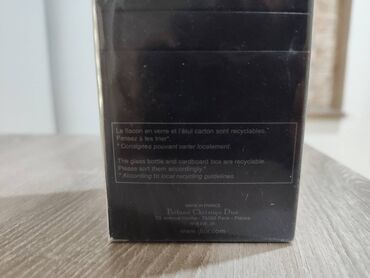 Le flacon en verre et l'étui carton sont recyclables.
Pensez à les trier*.
* Consignes pouvant varier localement.
The glass bottle and cardboard box are recyclable.
Please sort them accordingly*.
* According to local recycling guidelines.
MADE IN FRANCE
Parfums Christian Dior
Paris - France
www.dior.com